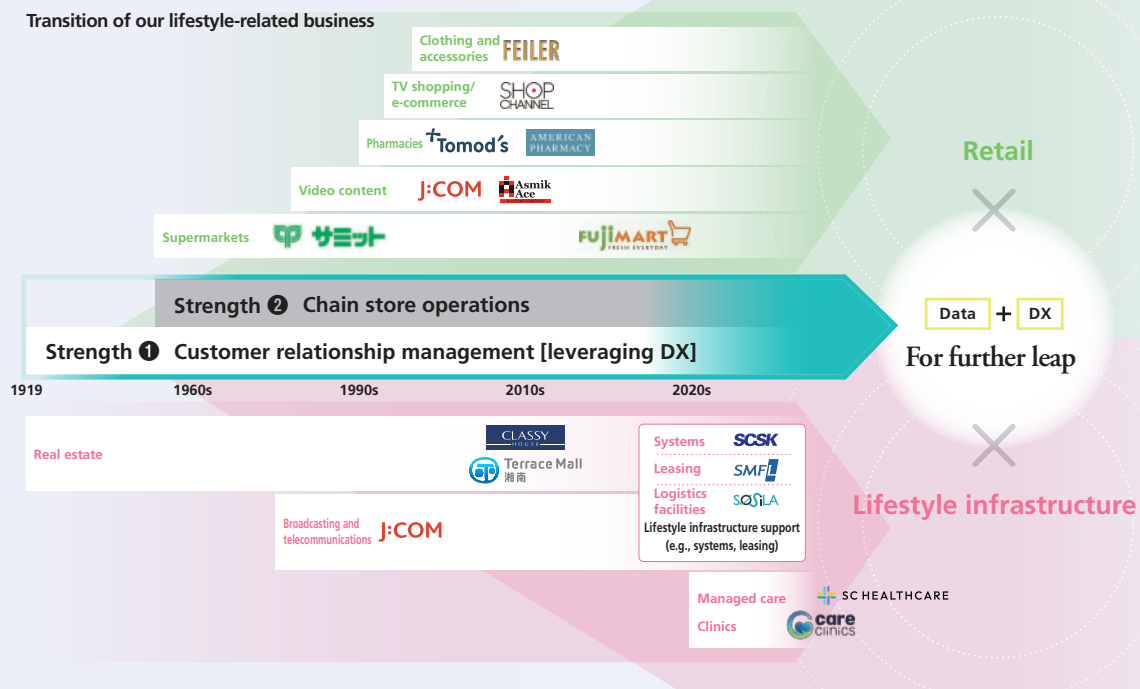 Transition of our lifestyle-related business
Clothing and
accessories
FEILER
TV shopping/
e-commerce
SHOP
CHANNEL
Pharmacies
Tomod's
AMERICAN
PHARMACY
Video content
J:COM
Asmik
Ace
Supermarkets
サミット
FUJIMART
FRESH EVERYDAY
Retail
Strength ❷ Chain store operations
Strength ❶ Customer relationship management [leveraging DX]
Data + DX
For further leap
1919 1960s 1990s 2010s 2020s
Real estate
CLASSY
HOUSE
Terrace Mall
湘南
Broadcasting and
telecommunications
J:COM
Systems
SCSK
Leasing
SMFL
Logistics
facilities
SOSiLA
Lifestyle infrastructure support
(e.g., systems, leasing)
Lifestyle infrastructure
Managed care
SC HEALTHCARE
Clinics
care
clinics